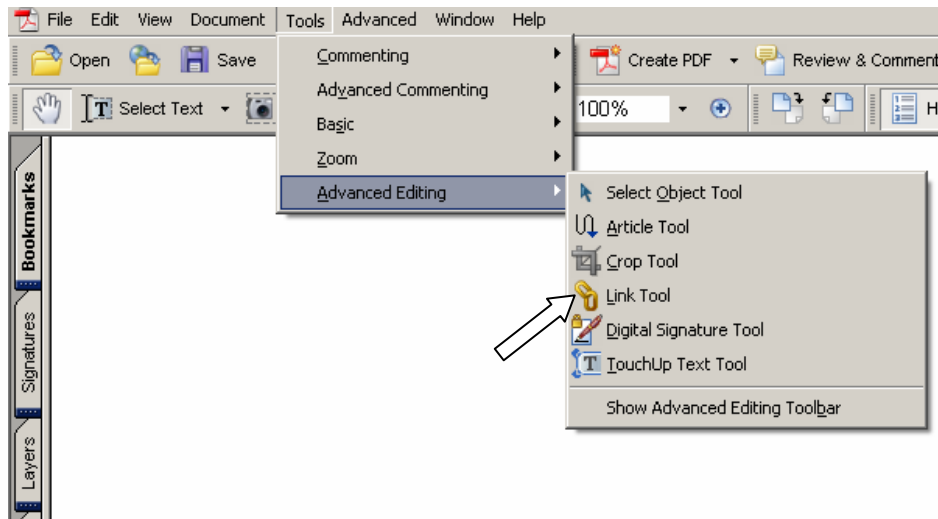 File Edit View Document Tools Advanced Window Help
Open Save Create PDF Review & Comment
Select Text 100% H
Commenting
Advanced Commenting
Basic
Zoom
Advanced Editing
Select Object Tool
Article Tool
Crop Tool
Link Tool
Digital Signature Tool
TouchUp Text Tool
Show Advanced Editing Toolbar
Bookmarks
Signatures
Layers